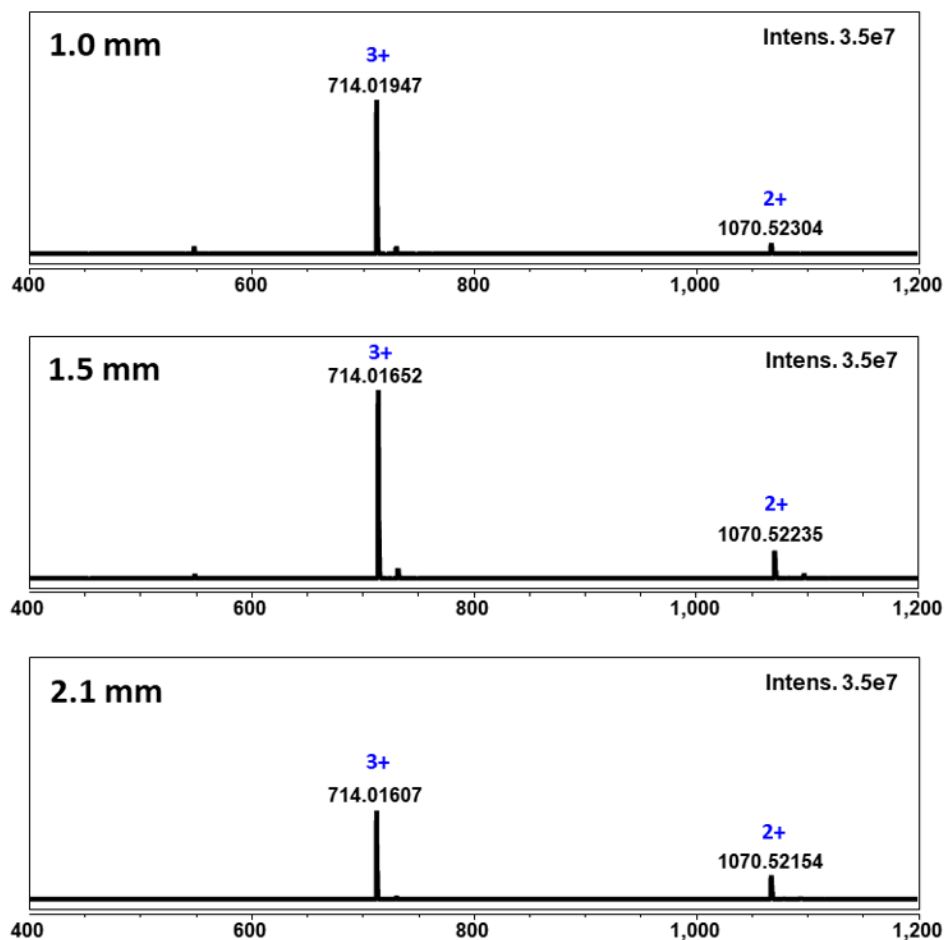 1.0 mm
Intens. 3.5e7
3+
714.01947
2+
1070.52304
400 600 800 1,000 1,200
1.5 mm
Intens. 3.5e7
3+
714.01652
2+
1070.52235
400 600 800 1,000 1,200
2.1 mm
Intens. 3.5e7
3+
714.01607
2+
1070.52154
400 600 800 1,000 1,200